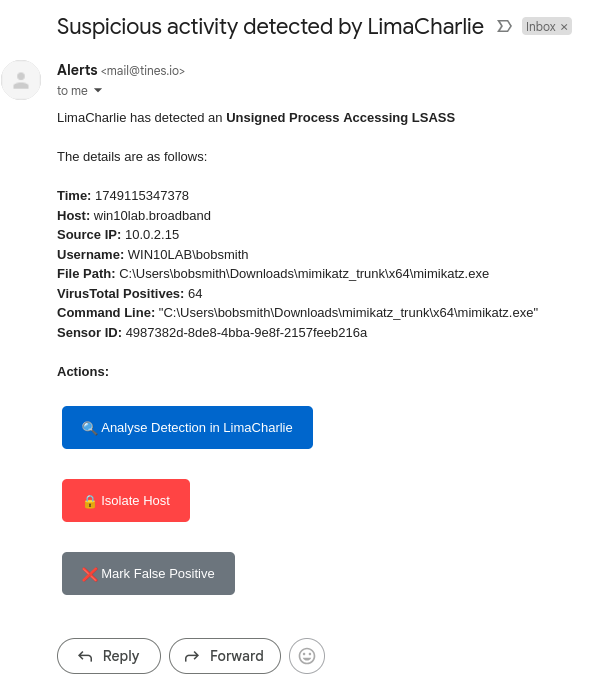 Suspicious activity detected by LimaCharlie Inbox ×
Alerts <mail@tines.io>
to me
LimaCharlie has detected an Unsigned Process Accessing LSASS
The details are as follows:
Time: 1749115347378
Host: win10lab.broadband
Source IP: 10.0.2.15
Username: WIN10LAB\bobsmith
File Path: C:\Users\bobsmith\Downloads\mimikatz_trunk\x64\mimikatz.exe
VirusTotal Positives: 64
Command Line: "C:\Users\bobsmith\Downloads\mimikatz_trunk\x64\mimikatz.exe"
Sensor ID: 4987382d-8de8-4bba-9e8f-2157feeb216a
Actions:
🔍 Analyse Detection in LimaCharlie
🔒 Isolate Host
❌ Mark False Positive
Reply Forward